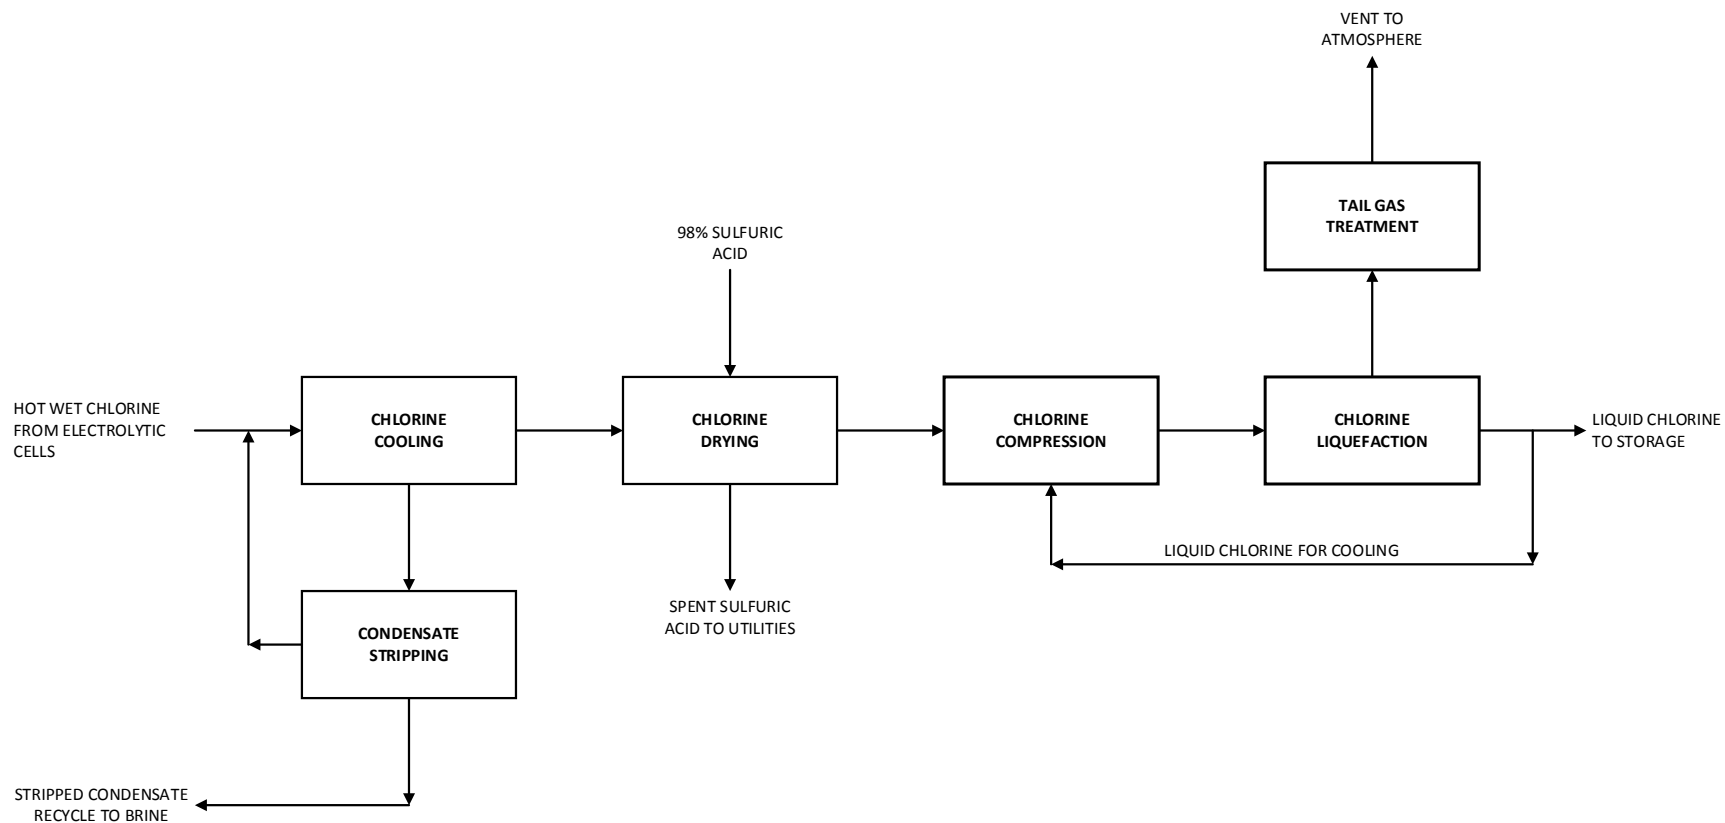 VENT TO
ATMOSPHERE
TAIL GAS
TREATMENT
98% SULFURIC
ACID
HOT WET CHLORINE
FROM ELECTROLYTIC
CELLS
CHLORINE
COOLING
CHLORINE
DRYING
CHLORINE
COMPRESSION
CHLORINE
LIQUEFACTION
LIQUID CHLORINE
TO STORAGE
LIQUID CHLORINE FOR COOLING
CONDENSATE
STRIPPING
SPENT SULFURIC
ACID TO UTILITIES
STRIPPED CONDENSATE
RECYCLE TO BRINE